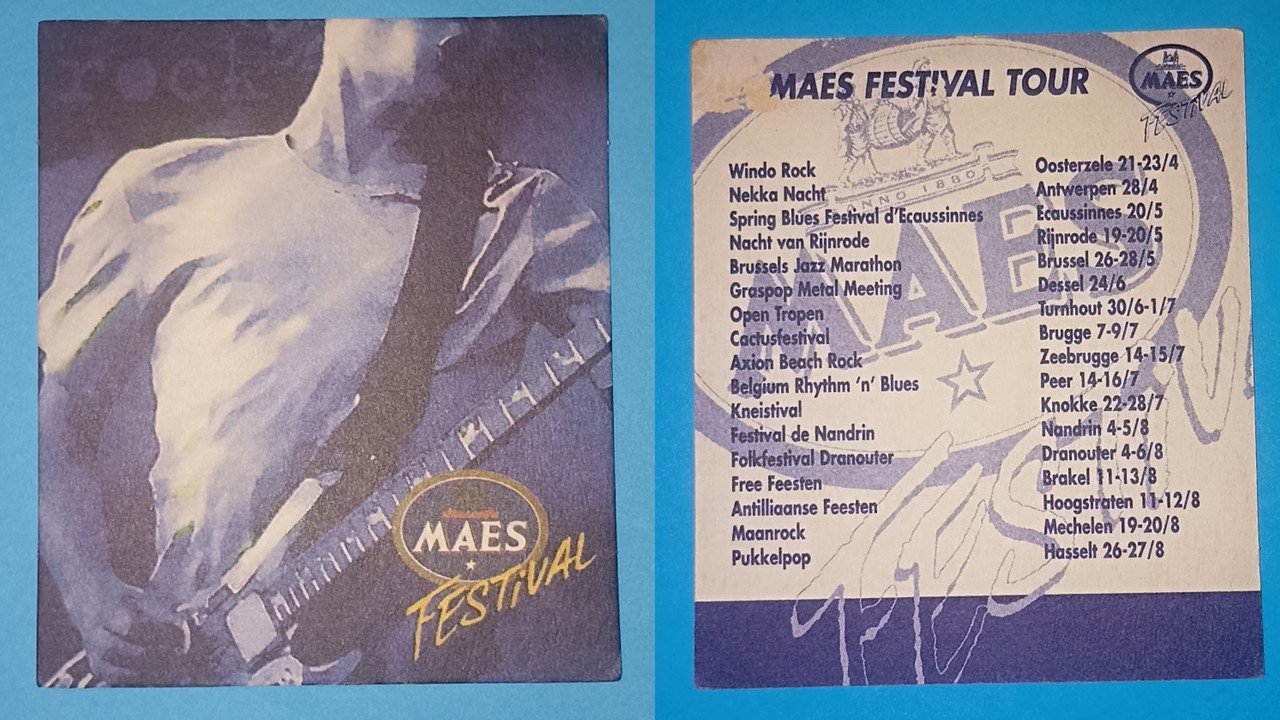 rock
MAES
FESTiVAL
MAES FESTIVAL TOUR
MAES
FESTIVAL
ANNO 1880
MAES
Windo Rock Oosterzele 21-23/4
Nekka Nacht Antwerpen 28/4
Spring Blues Festival d'Ecaussinnes Ecaussinnes 20/5
Nacht van Rijnrode Rijnrode 19-20/5
Brussels Jazz Marathon Brussel 26-28/5
Graspop Metal Meeting Dessel 24/6
Open Tropen Turnhout 30/6-1/7
Cactusfestival Brugge 7-9/7
Axion Beach Rock Zeebrugge 14-15/7
Belgium Rhythm 'n' Blues Peer 14-16/7
Kneistival Knokke 22-28/7
Festival de Nandrin Nandrin 4-5/8
Folkfestival Dranouter Dranouter 4-6/8
Free Feesten Brakel 11-13/8
Antilliaanse Feesten Hoogstraten 11-12/8
Maanrock Mechelen 19-20/8
Pukkelpop Hasselt 26-27/8